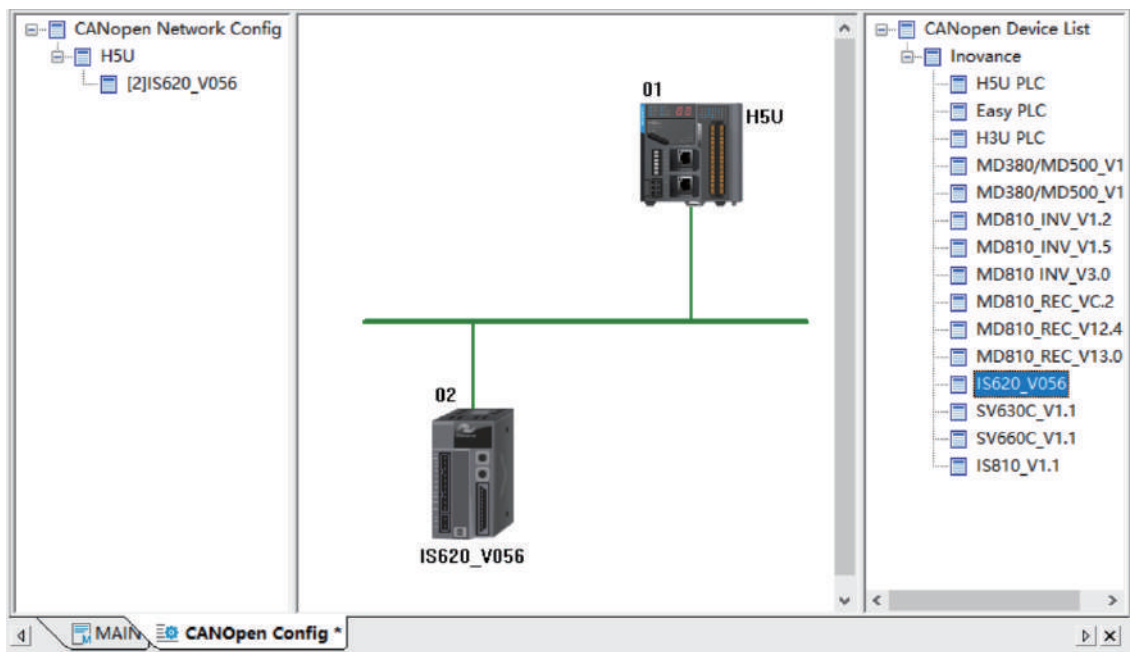 CANopen Network Config
H5U
[2]IS620_V056
01
H5U
02
IS620_V056
CANopen Device List
Inovance
H5U PLC
Easy PLC
H3U PLC
MD380/MD500_V1
MD380/MD500_V1
MD810_INV_V1.2
MD810_INV_V1.5
MD810 INV_V3.0
MD810_REC_VC.2
MD810_REC_V12.4
MD810_REC_V13.0
IS620_V056
SV630C_V1.1
SV660C_V1.1
IS810_V1.1
MAIN
CANOpen Config *